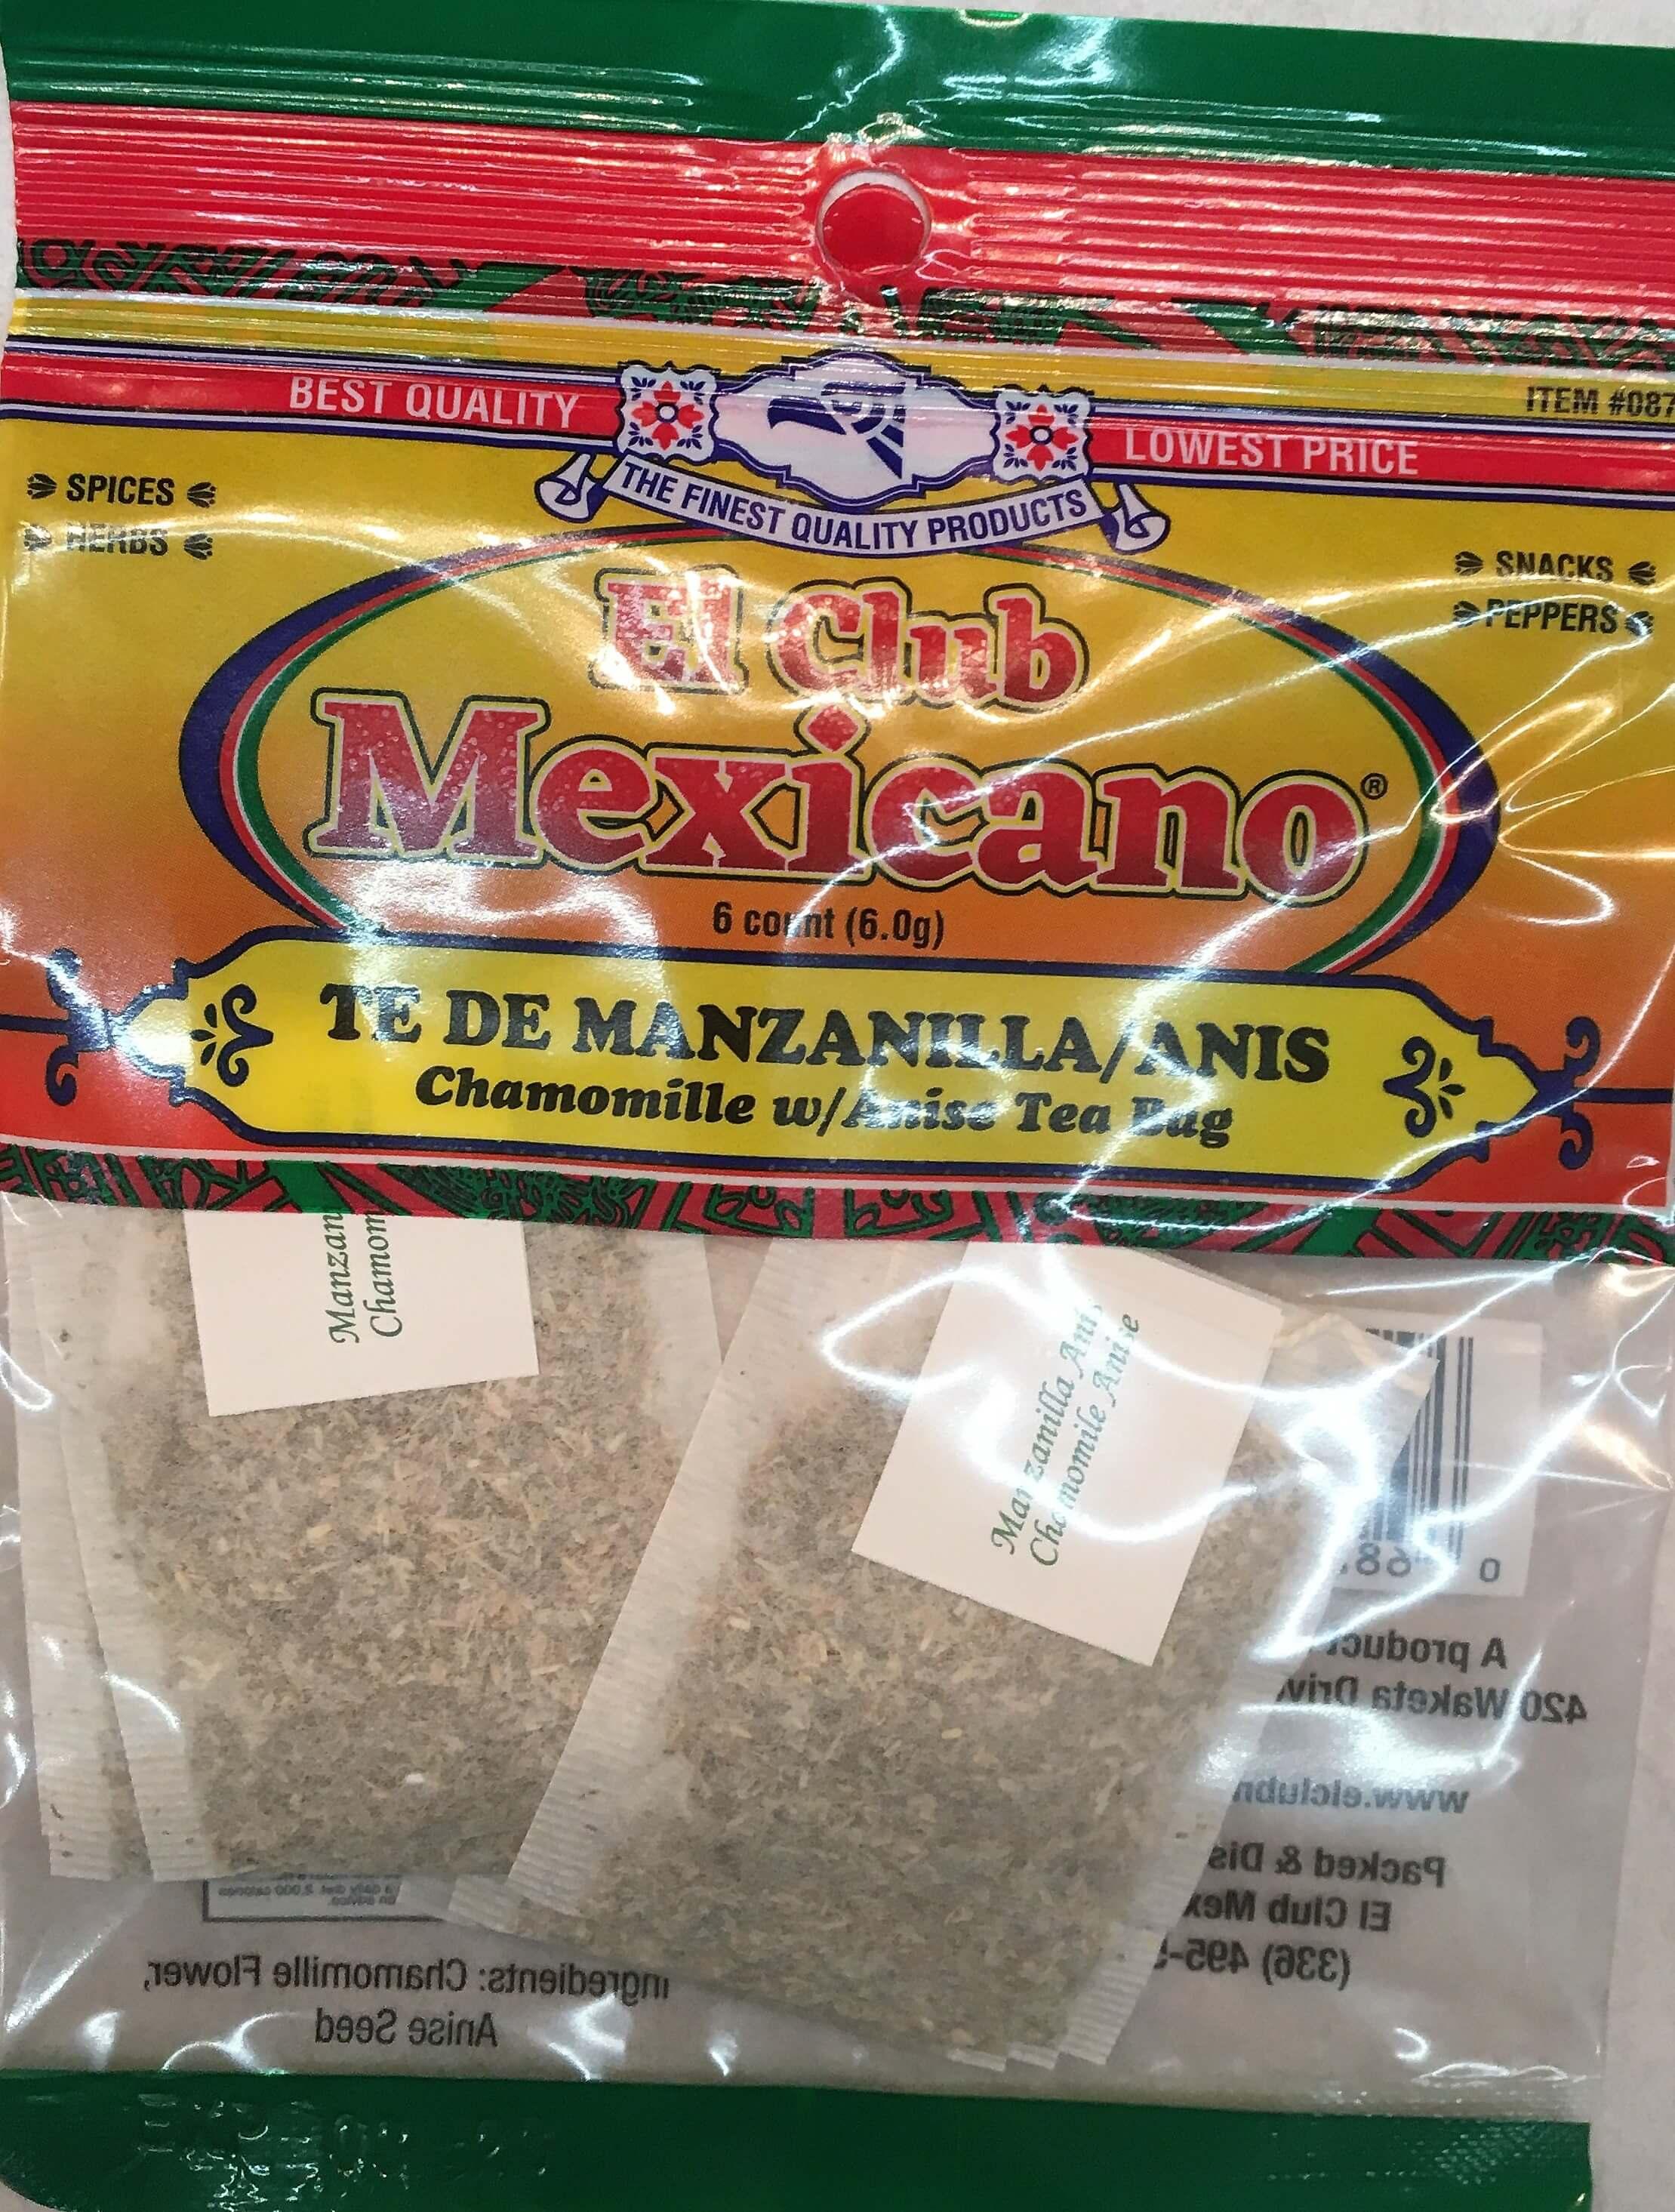 BEST QUALITY
LOWEST PRICE
ITEM #087
SPICES
HERBS
THE FINEST QUALITY PRODUCTS
SNACKS
PEPPERS
El Club
Mexicano®
6 count (6.0g)
TE DE MANZANILLA/ANIS
Chamomille w/Anise Tea Bag
Manzan
Chamom
Manzanilla Anis
Chamomile Anise
0
A product
420 Waketa Driv
www.elclubm
Packed & Dis
El Club Mex
(336) 495-
Ingredients: Chamomille Flower,
Anise Seed